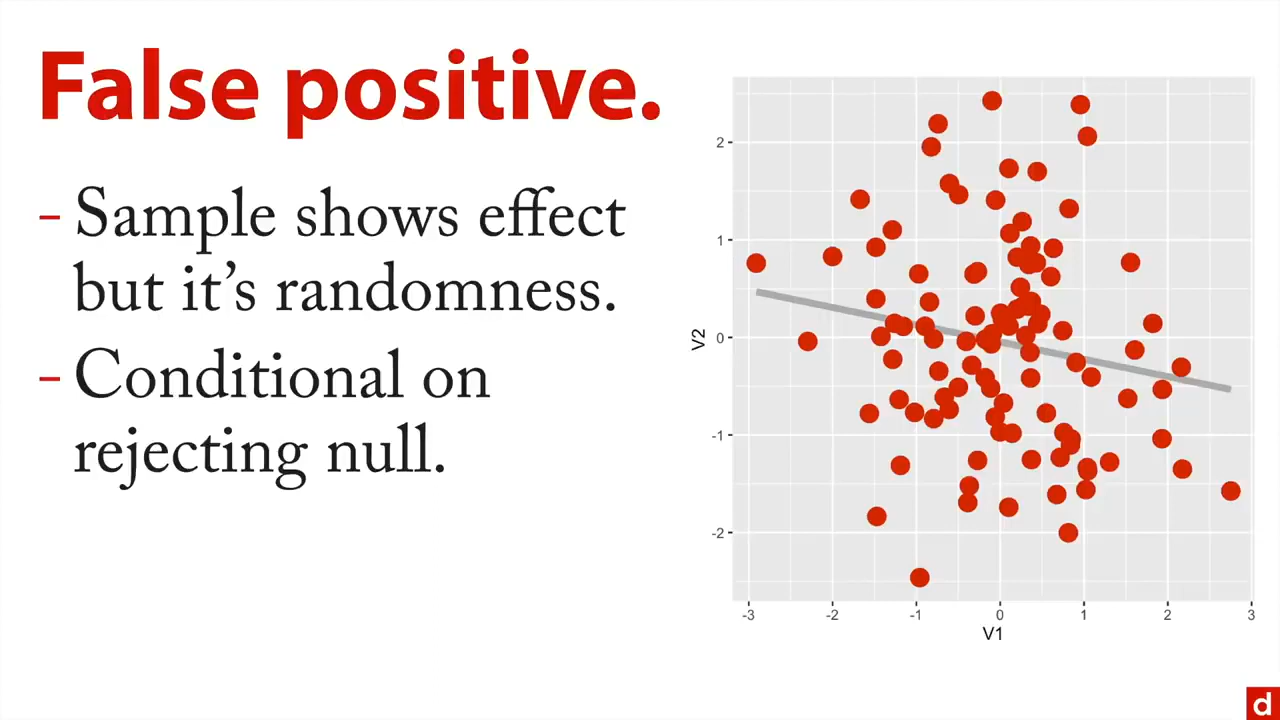 False positive.
– Sample shows effect
but it’s randomness.
– Conditional on
rejecting null.
2
1
0
-1
-2
V2
-3
-2
-1
0
1
2
3
V1
d